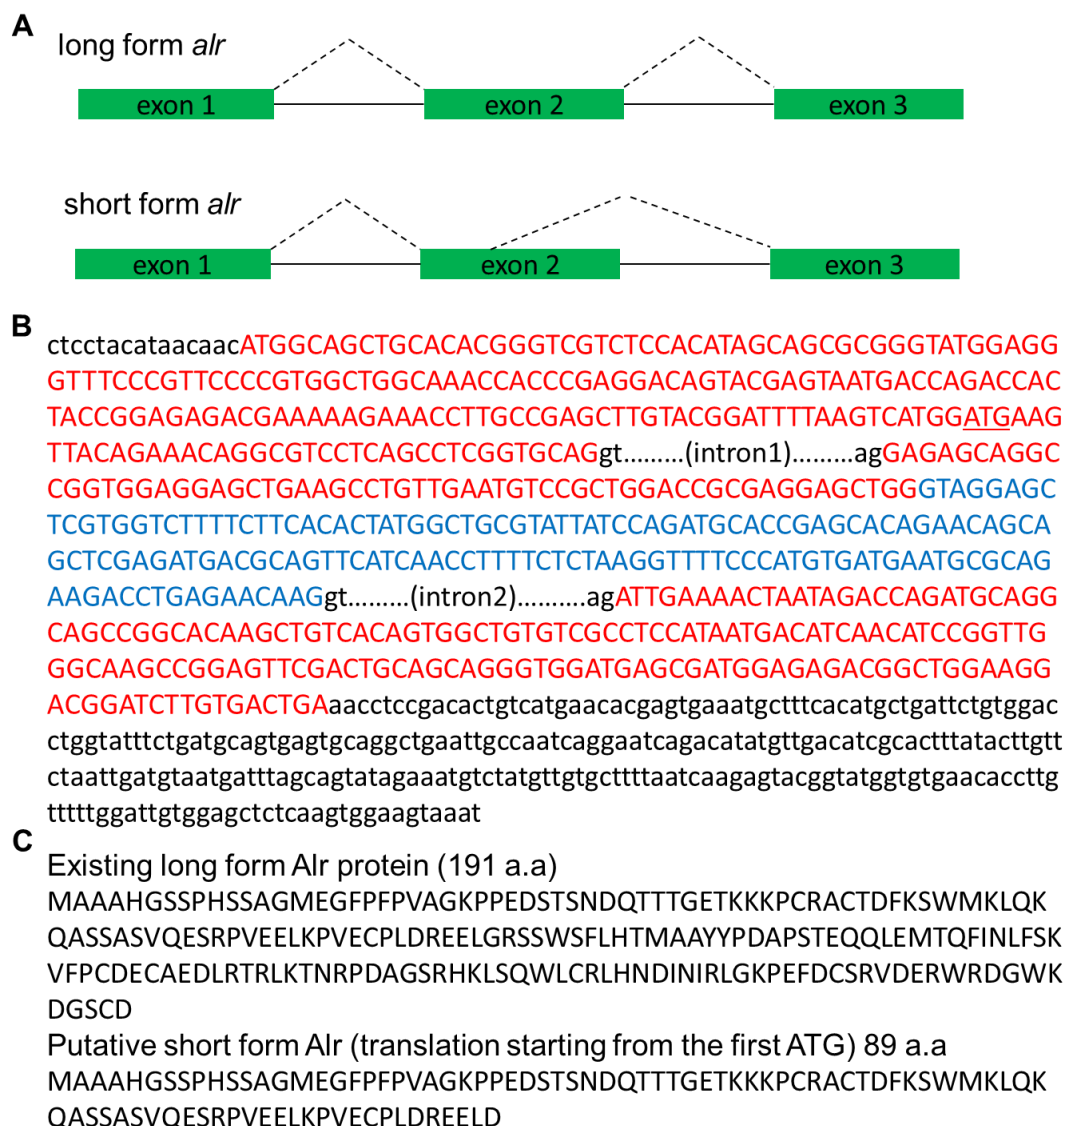 A
long form alr
exon 1 exon 2 exon 3
short form alr
exon 1 exon 2 exon 3
B
ctcctacataacaacATGGCAGCTGCACACGGGTCGTCTCCACATAGCAGCGCGGGTATGGAGG
GTTTCCCGTTCCCCGTGGCTGGCAAACCACCCGAGGACAGTACGAGTAATGACCAGACCAC
TACCGGAGAGACGAAAAAGAAACCTTGCCGAGCTTGTACGGATTTTAAGTCATGGATGAAG
TTACAGAAACAGGCGTCCTCAGCCTCGGTGCAGgt.........(intron1).........agGAGAGCAGGC
CGGTGGAGGAGCTGAAGCCTGTTGAATGTCCGCTGGACCGCGAGGAGCTGGGTAGGAGC
TCGTGGTCTTTTCTTCACACTATGGCTGCGTATTATCCAGATGCACCGAGCACAGAACAGCA
GCTCGAGATGACGCAGTTCATCAACCTTTTCTCTAAGGTTTTCCCATGTGATGAATGCGCAG
AAGACCTGAGAACAAGgt.........(intron2)..........agATTGAAAACTAATAGACCAGATGCAGG
CAGCCGGCACAAGCTGTCACAGTGGCTGTGTCGCCTCCATAATGACATCAACATCCGGTTG
GGCAAGCCGGAGTTCGACTGCAGCAGGGTGGATGAGCGATGGAGAGACGGCTGGAAGG
ACGGATCTTGTGACTGAaacctccgacactgtcatgaacacgagtgaaatgctttcacatgctgattctgtggac
ctggtatttctgatgcagtgagtgcaggctgaattgccaatcaggaatcagacatatgttgacatcgcactttatacttgtt
ctaattgatgtaatgatttagcagtatagaaatgtctatgttgtgcttttaatcaagagtacggtatggtgtgaacaccttg
tttttggattgtggagctctcaagtggaagtaaat
C
Existing long form Alr protein (191 a.a)
MAAAHGSSPHSSAGMEGFPFPVAGKPPEDSTSNDQTTTGETKKKPCRACTDFKSWMKLQK
QASSASVQESRPVEELKPVECPLDREELGRSSWSFLHTMAAYYPDAPSTEQQLEMTQFINLFSK
VFPCDECAEDLRTRLKTNRPDAGSRHKLSQWLCRLHNDINIRLGKPEFDCSRVDERWRDGWK
DGSCD
Putative short form Alr (translation starting from the first ATG) 89 a.a
MAAAHGSSPHSSAGMEGFPFPVAGKPPEDSTSNDQTTTGETKKKPCRACTDFKSWMKLQK
QASSASVQESRPVEELKPVECPLDREELD